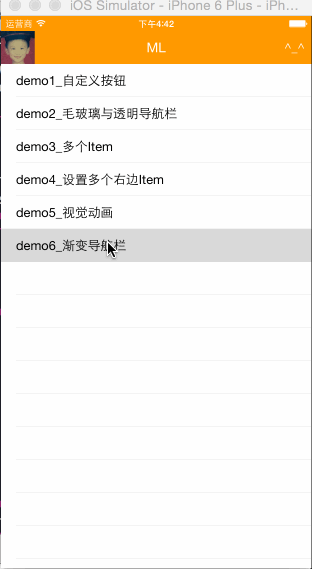 iOS Simulator - iPhone 6 Plus - iPh...
运营商 下午4:42
ML ^_^
demo1_自定义按钮
demo2_毛玻璃与透明导航栏
demo3_多个Item
demo4_设置多个右边Item
demo5_视觉动画
demo6_渐变导航栏